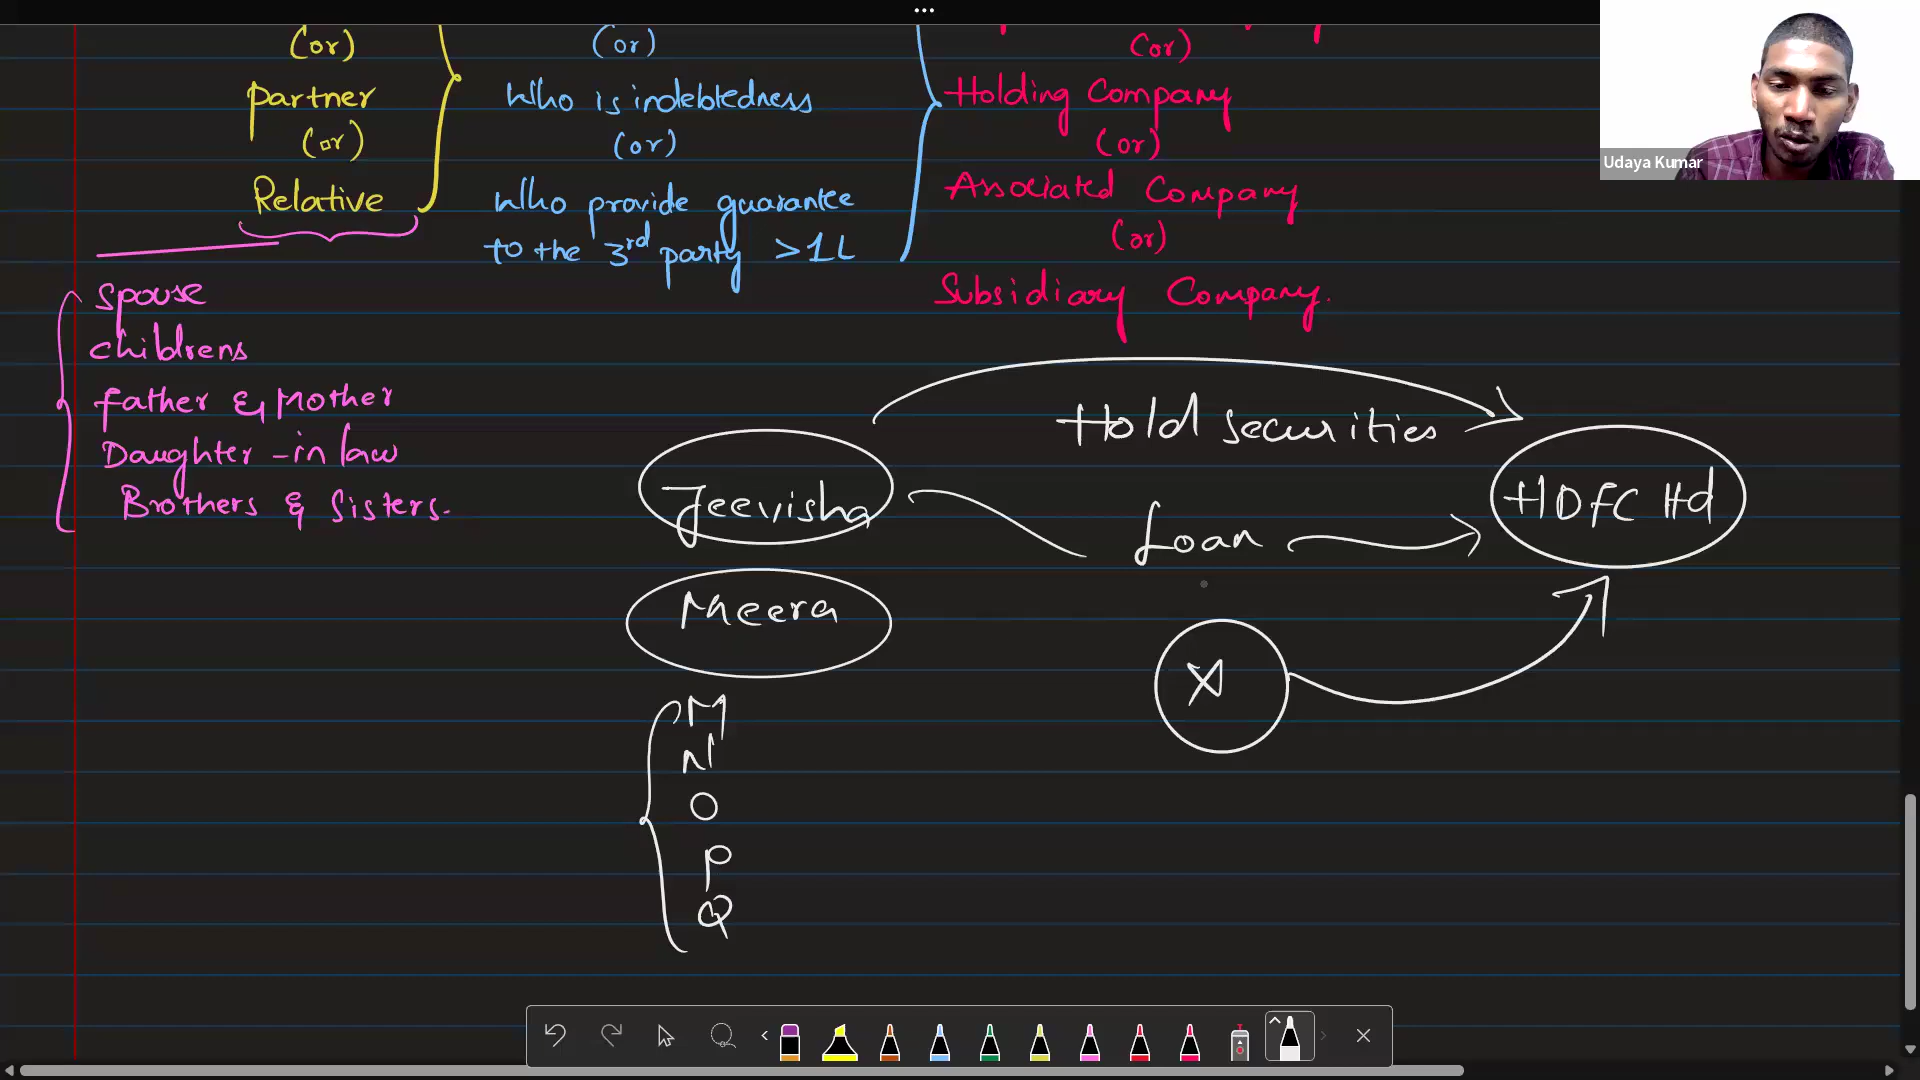 (or)
partner
(or)
Relative
(or)
Who is indebtedness
(or)
Who provide guarantee
to the 3rd party >1L
(or)
Holding Company
(or)
Associated Company
(or)
Subsidiary Company.
Udaya Kumar
Spouse
childrens
father & Mother
Daughter - in law
Brothers & Sisters.
Hold securities
Jeevisha
HDFC Hd
Loan
Meera
X
M
N
O
P
Q